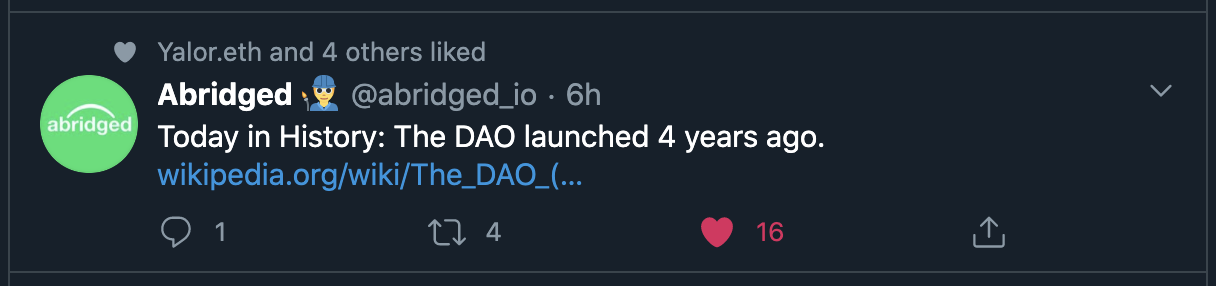 Yalor.eth and 4 others liked
Abridged @abridged_io · 6h
abridged
Today in History: The DAO launched 4 years ago.
wikipedia.org/wiki/The_DAO_(...
1 4 16